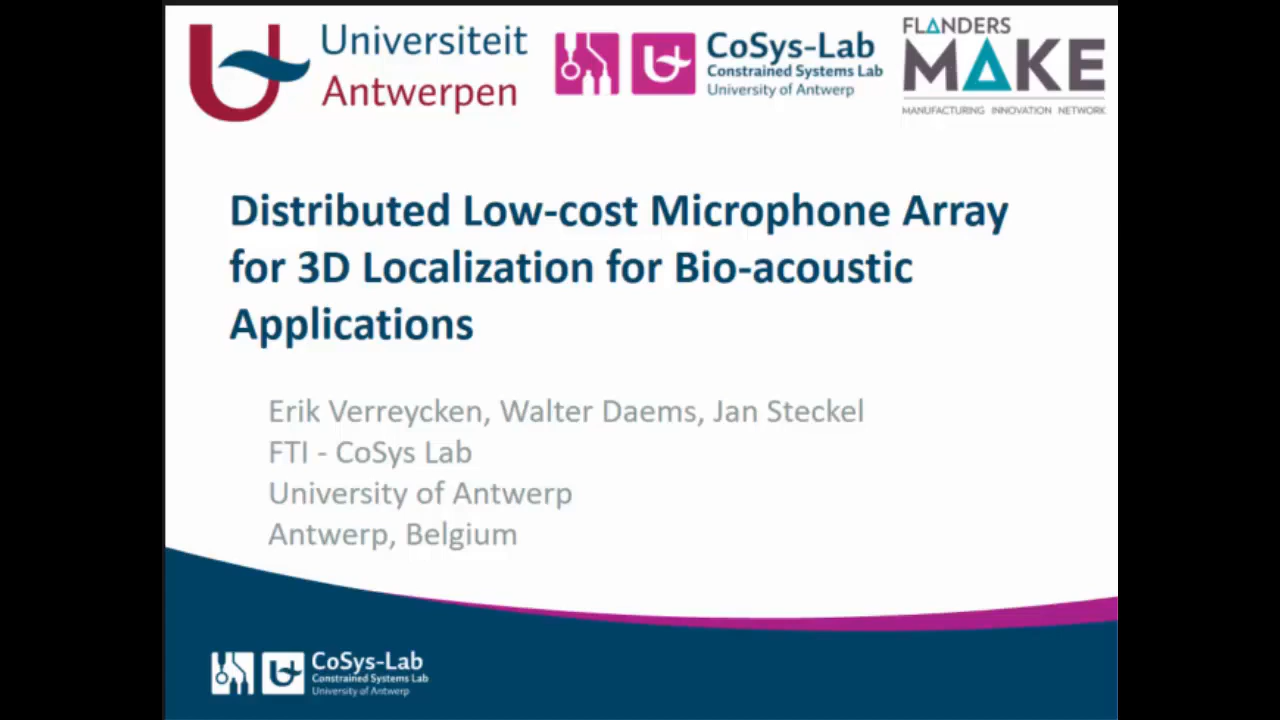 Universiteit
Antwerpen
CoSys-Lab
Constrained Systems Lab
University of Antwerp
FLANDERS
MAKE
MANUFACTURING INNOVATION NETWORK
Distributed Low-cost Microphone Array
for 3D Localization for Bio-acoustic
Applications
Erik Verreycken, Walter Daems, Jan Steckel
FTI - CoSys Lab
University of Antwerp
Antwerp, Belgium
CoSys-Lab
Constrained Systems Lab
University of Antwerp